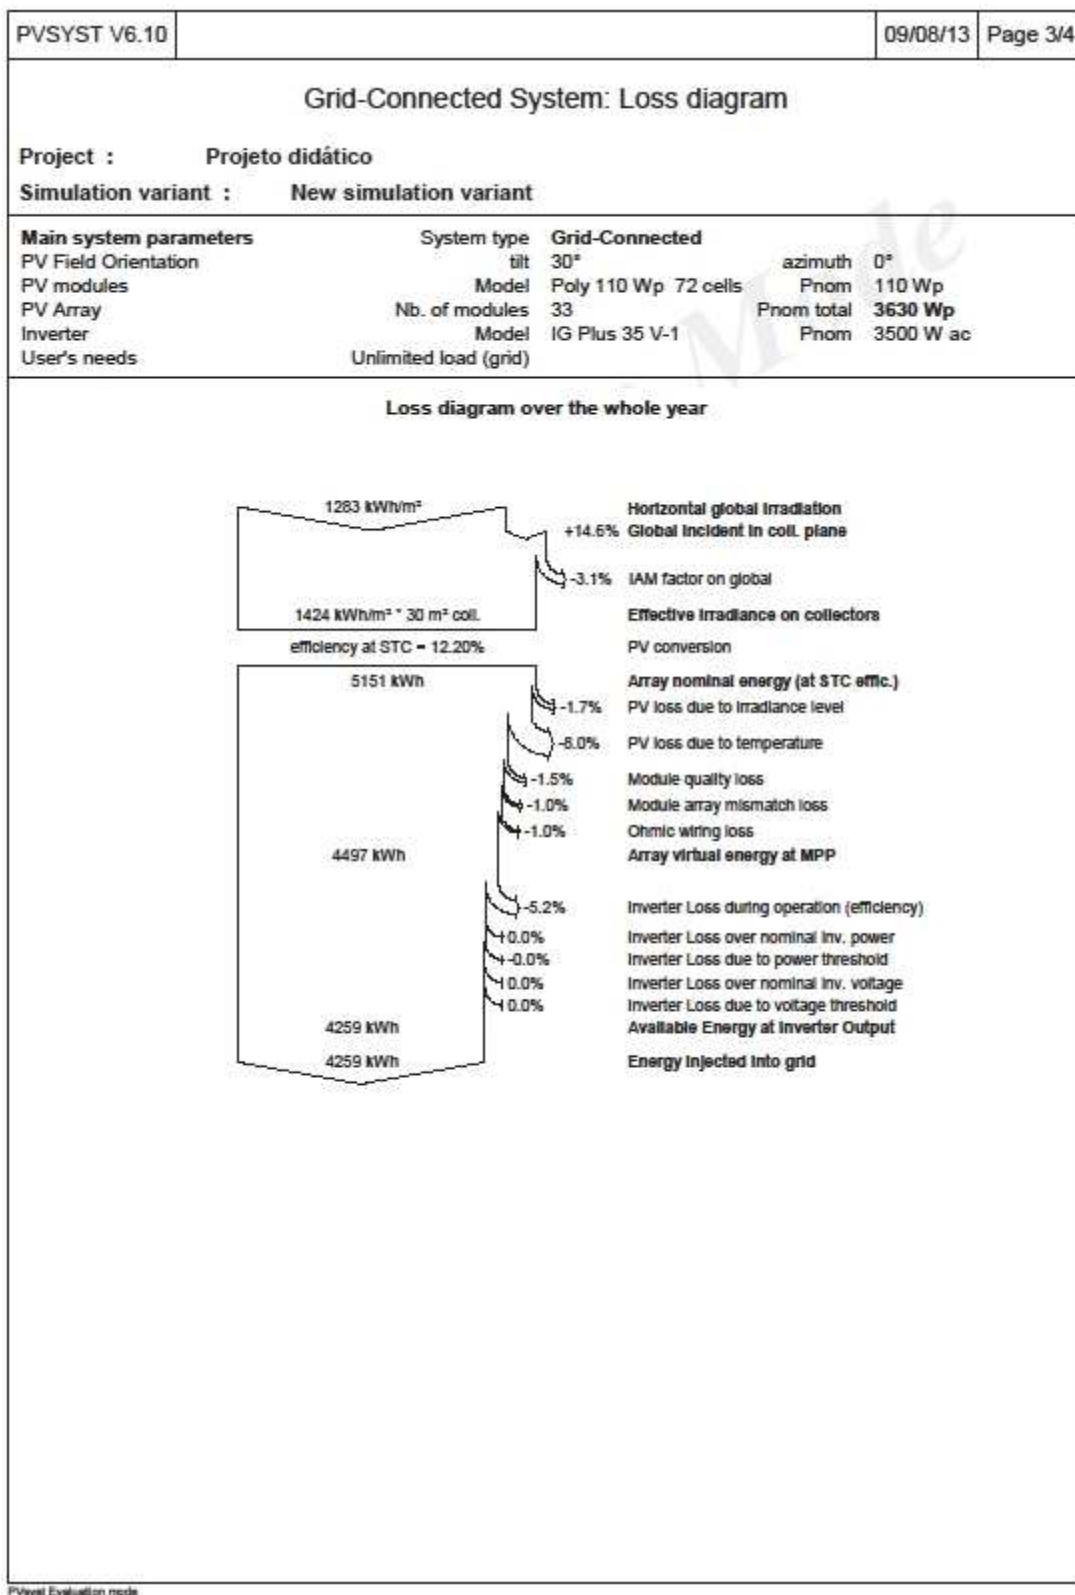 PVSYST V6.10 09/08/13 Page 3/4
Grid-Connected System: Loss diagram
Project : Projeto didático
Simulation variant : New simulation variant
Main system parameters System type Grid-Connected
PV Field Orientation tilt 30° azimuth 0°
PV modules Model Poly 110 Wp 72 cells Pnom 110 Wp
PV Array Nb. of modules 33 Pnom total 3630 Wp
Inverter Model IG Plus 35 V-1 Pnom 3500 W ac
User's needs Unlimited load (grid)
Mode
Loss diagram over the whole year
1283 kWh/m² Horizontal global irradiation
+14.6% Global incident in coll. plane
-3.1% IAM factor on global
1424 kWh/m² * 30 m² coll. Effective irradiance on collectors
efficiency at STC = 12.20% PV conversion
5151 kWh Array nominal energy (at STC effic.)
-1.7% PV loss due to irradiance level
-8.0% PV loss due to temperature
-1.5% Module quality loss
-1.0% Module array mismatch loss
-1.0% Ohmic wiring loss
4497 kWh Array virtual energy at MPP
-5.2% Inverter Loss during operation (efficiency)
0.0% Inverter Loss over nominal inv. power
-0.0% Inverter Loss due to power threshold
0.0% Inverter Loss over nominal inv. voltage
0.0% Inverter Loss due to voltage threshold
4259 kWh Available Energy at Inverter Output
4259 kWh Energy injected into grid
PVsyst Evaluation mode